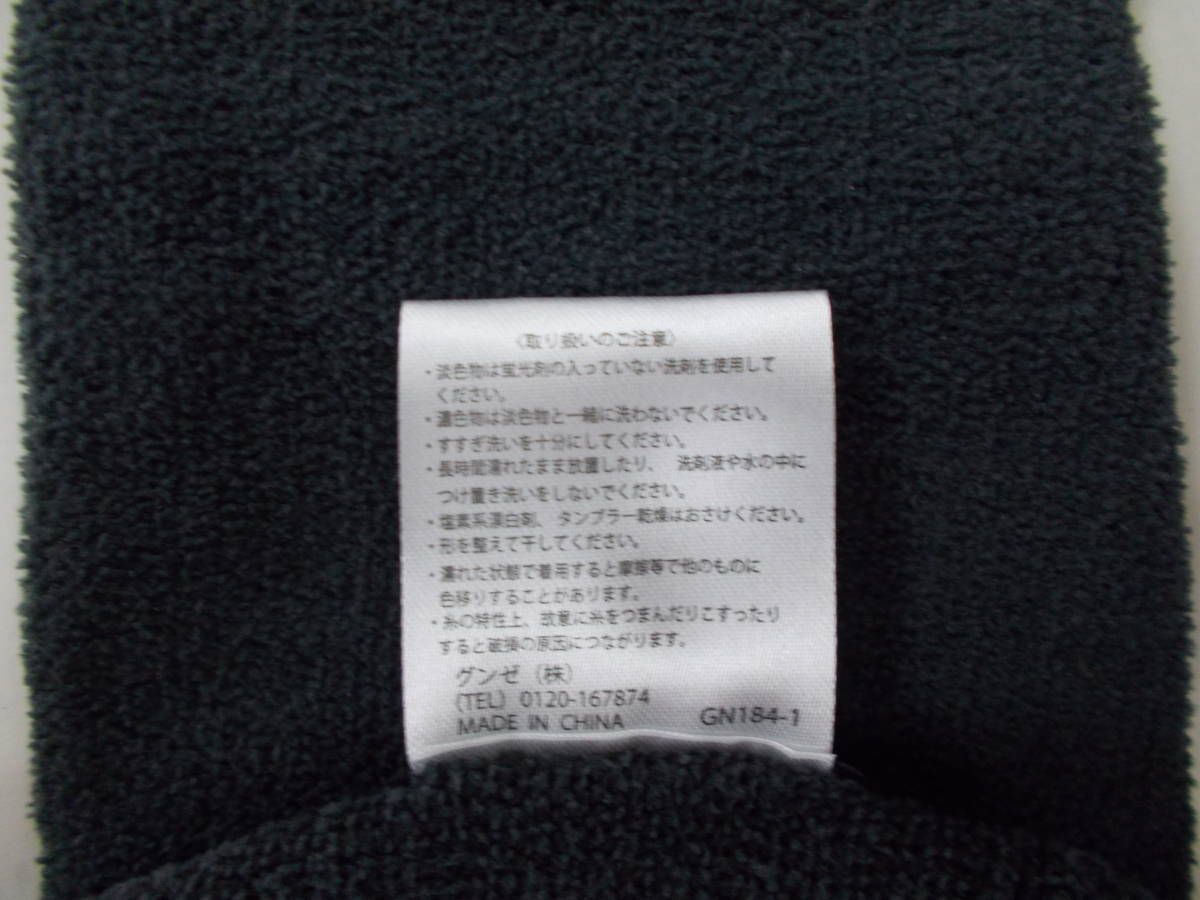 〈取り扱いのご注意〉
・淡色物は蛍光剤の入っていない洗剤を使用して
ください。
・濃色物は淡色物と一緒に洗わないでください。
・すすぎ洗いを十分にしてください。
・長時間濡れたまま放置したり、 洗剤液や水の中に
つけ置き洗いをしないでください。
・塩素系漂白剤、タンブラー乾燥はおさけください。
・形を整えて干してください。
・濡れた状態で着用すると摩擦等で他のものに
色移りすることがあります。
・糸の特性上、故意に糸をつまんだりこすったり
すると破損の原因につながります。
グンゼ（株）
(TEL) 0120-167874
MADE IN CHINA GN184-1